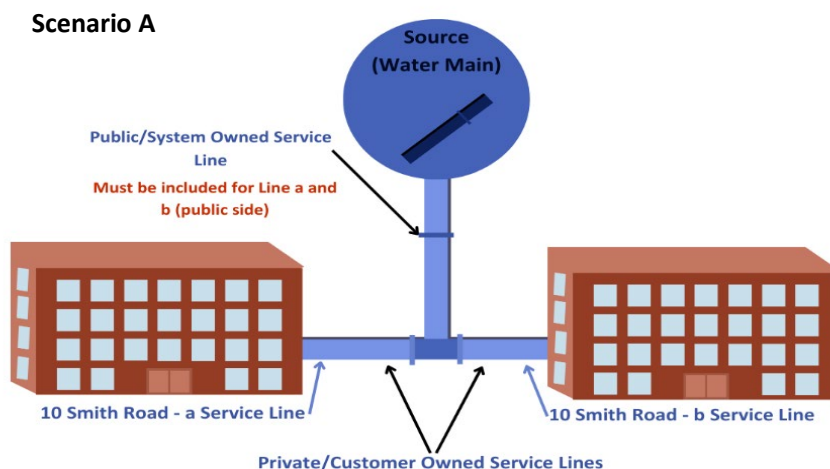 Scenario A
Source
(Water Main)
Public/System Owned Service
Line
Must be included for Line a and
b (public side)
10 Smith Road - a Service Line
10 Smith Road - b Service Line
Private/Customer Owned Service Lines